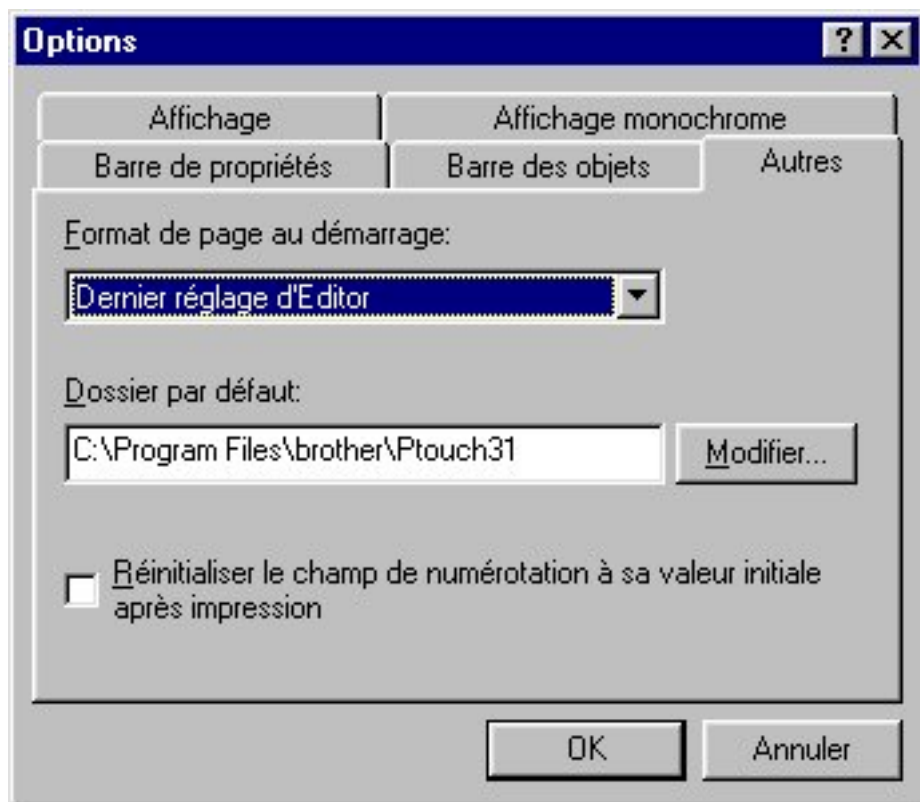 Options
Affichage
Affichage monochrome
Barre de propriétés
Barre des objets
Autres
Format de page au démarrage:
Dernier réglage d'Editor
Dossier par défaut:
C:\Program Files\brother\Ptouch31
Modifier...
Réinitialiser le champ de numérotation à sa valeur initiale
après impression
OK
Annuler